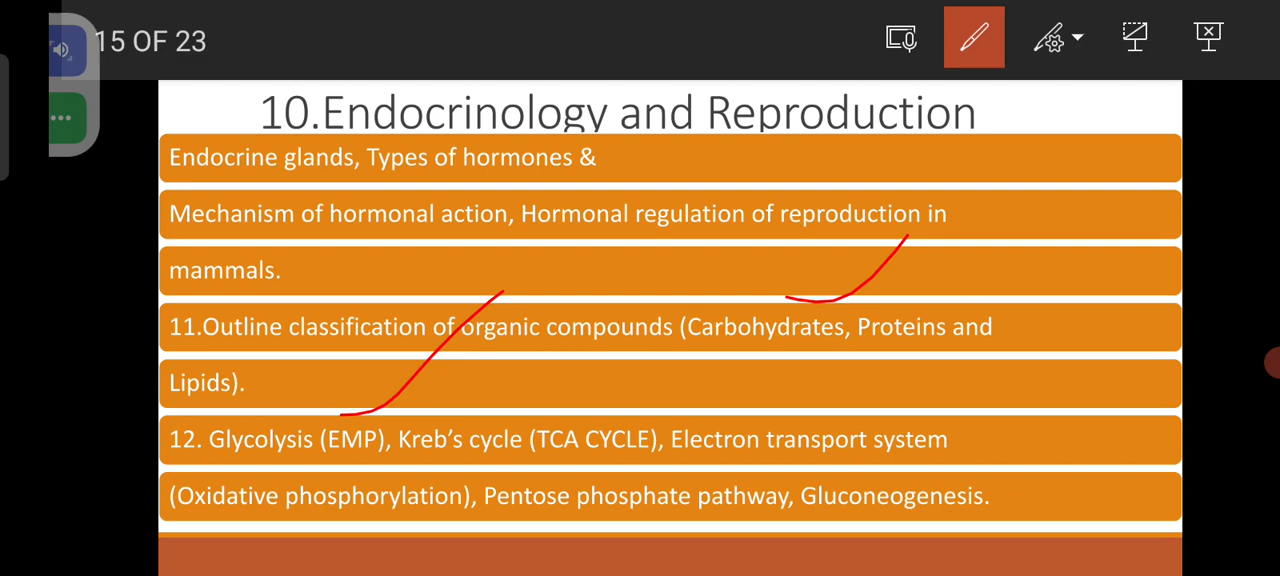 15 OF 23
10.Endocrinology and Reproduction
Endocrine glands, Types of hormones &
Mechanism of hormonal action, Hormonal regulation of reproduction in
mammals.
11.Outline classification of organic compounds (Carbohydrates, Proteins and
Lipids).
12. Glycolysis (EMP), Kreb’s cycle (TCA CYCLE), Electron transport system
(Oxidative phosphorylation), Pentose phosphate pathway, Gluconeogenesis.